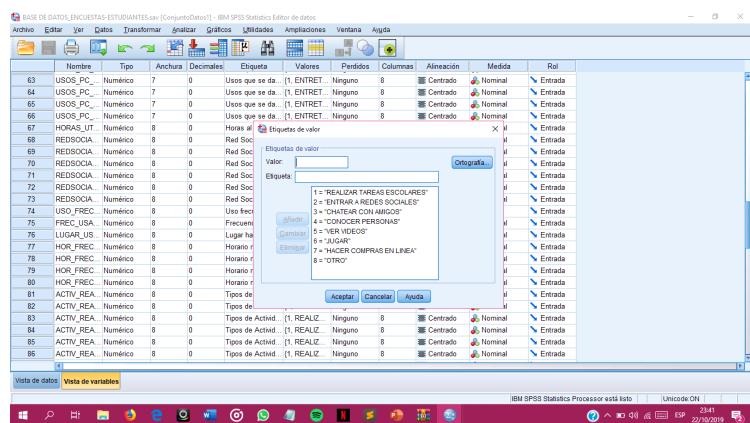 BASE DE DATOS_ENCUESTAS-ESTUDIANTES.sav [ConjuntoDatos1] - IBM SPSS Statistics Editor de datos
Archivo Editar Ver Datos Transformar Analizar Gráficos Utilidades Ampliaciones Ventana Ayuda
Nombre Tipo Anchura Decimales Etiqueta Valores Perdidos Columnas Alineación Medida Rol
63 USOS_PC_... Numérico 7 0 Usos que se da... {1, ENTRET... Ninguno 8 Centrado Nominal Entrada
64 USOS_PC_... Numérico 7 0 Usos que se da... {1, ENTRET... Ninguno 8 Centrado Nominal Entrada
65 USOS_PC_... Numérico 7 0 Usos que se da... {1, ENTRET... Ninguno 8 Centrado Nominal Entrada
66 USOS_PC_... Numérico 7 0 Usos que se da... {1, ENTRET... Ninguno 8 Centrado Nominal Entrada
67 HORAS_UT... Numérico 8 0 Horas al Entrada
68 REDSOCIA... Numérico 8 0 Red Soc Entrada
69 REDSOCIA... Numérico 8 0 Red Soc Entrada
70 REDSOCIA... Numérico 8 0 Red Soc Entrada
71 REDSOCIA... Numérico 8 0 Red Soc Entrada
72 REDSOCIA... Numérico 8 0 Red Soc Entrada
73 REDSOCIA... Numérico 8 0 Red Soc Entrada
74 USO_FREC... Numérico 8 0 Uso frec Entrada
75 FREC_USA... Numérico 8 0 Frecuen Entrada
76 LUGAR_US... Numérico 8 0 Lugar ha Entrada
77 HOR_FREC... Numérico 8 0 Horario r Entrada
78 HOR_FREC... Numérico 8 0 Horario r Entrada
79 HOR_FREC... Numérico 8 0 Horario r Entrada
80 HOR_FREC... Numérico 8 0 Horario r Entrada
81 ACTIV_REA... Numérico 8 0 Tipos de Entrada
82 ACTIV_REA... Numérico 8 0 Tipos de Entrada
83 ACTIV_REA... Numérico 8 0 Tipos de Activid... {1, REALIZ... Ninguno 8 Centrado Nominal Entrada
84 ACTIV_REA... Numérico 8 0 Tipos de Activid... {1, REALIZ... Ninguno 8 Centrado Nominal Entrada
85 ACTIV_REA... Numérico 8 0 Tipos de Activid... {1, REALIZ... Ninguno 8 Centrado Nominal Entrada
86 ACTIV_REA... Numérico 8 0 Tipos de Activid... {1, REALIZ... Ninguno 8 Centrado Nominal Entrada
Etiquetas de valor
Etiquetas de valor
Valor: Ortografía...
Etiqueta:
1 = "REALIZAR TAREAS ESCOLARES"
2 = "ENTRAR A REDES SOCIALES"
3 = "CHATEAR CON AMIGOS"
Añadir 4 = "CONOCER PERSONAS"
Cambiar 5 = "VER VIDEOS"
6 = "JUGAR"
Eliminar 7 = "HACER COMPRAS EN LINEA"
8 = "OTRO"
Aceptar Cancelar Ayuda
Vista de datos Vista de variables
IBM SPSS Statistics Processor está listo Unicode:ON
ESP 23:41
22/10/2019